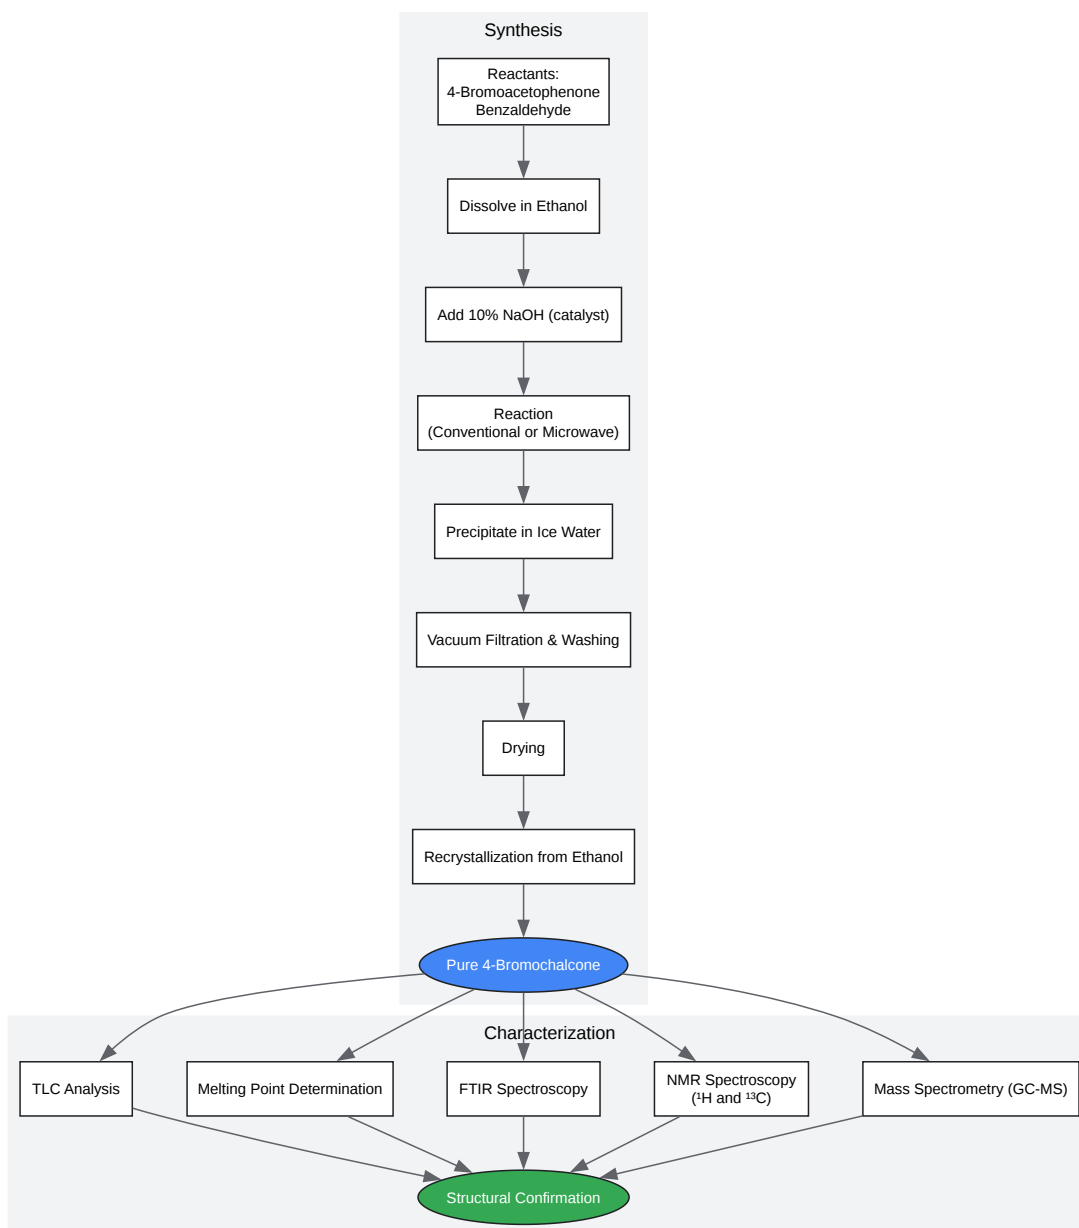 Synthesis
Reactants:
4-Bromoacetophenone
Benzaldehyde
Dissolve in Ethanol
Add 10% NaOH (catalyst)
Reaction
(Conventional or Microwave)
Precipitate in Ice Water
Vacuum Filtration & Washing
Drying
Recrystallization from Ethanol
Pure 4-Bromochalcone
Characterization
TLC Analysis
Melting Point Determination
FTIR Spectroscopy
NMR Spectroscopy
(¹H and ¹³C)
Mass Spectrometry (GC-MS)
Structural Confirmation